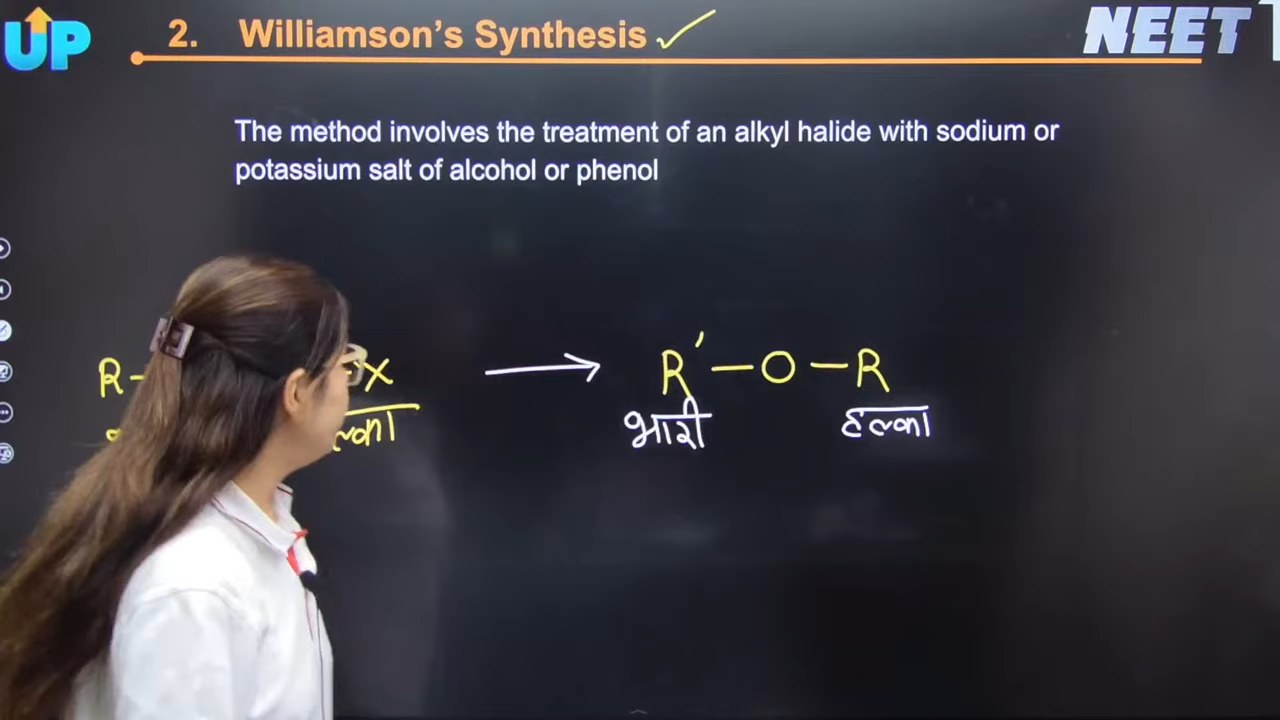 UP
2. Williamson's Synthesis
NEET
The method involves the treatment of an alkyl halide with sodium or
potassium salt of alcohol or phenol
R - X
R′ - O - R
भारी हल्का